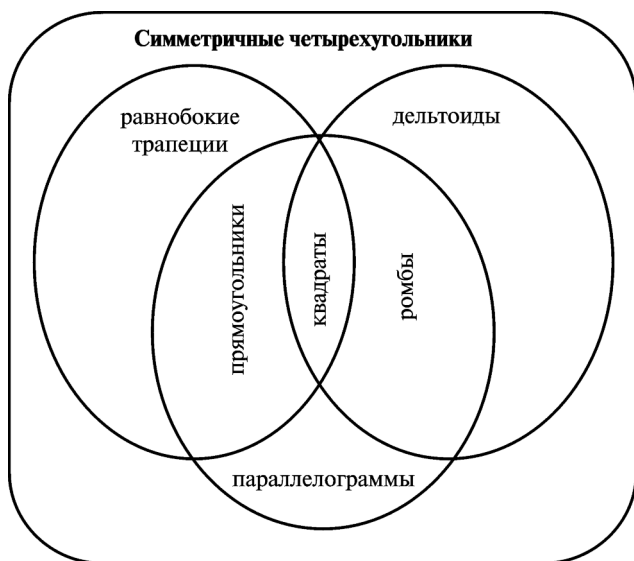 Симметричные четырехугольники
равнобокие
трапеции
дельтоиды
прямоугольники
квадраты
ромбы
параллелограммы